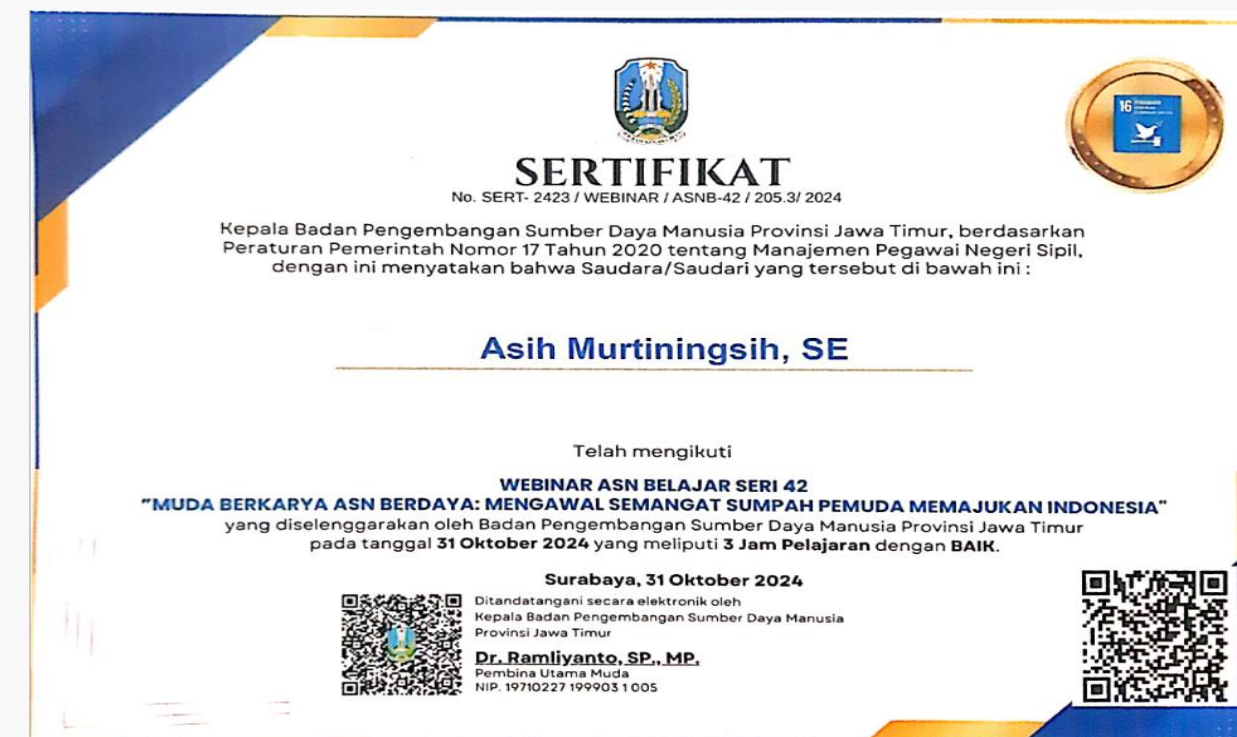 SERTIFIKAT
No. SERT- 2423 / WEBINAR / ASNB-42 / 205.3/ 2024
Kepala Badan Pengembangan Sumber Daya Manusia Provinsi Jawa Timur, berdasarkan
Peraturan Pemerintah Nomor 17 Tahun 2020 tentang Manajemen Pegawai Negeri Sipil,
dengan ini menyatakan bahwa Saudara/Saudari yang tersebut di bawah ini :
16
Asih Murtiningsih, SE
Telah mengikuti
WEBINAR ASN BELAJAR SERI 42
"MUDA BERKARYA ASN BERDAYA: MENGAWAL SEMANGAT SUMPAH PEMUDA MEMAJUKAN INDONESIA"
yang diselenggarakan oleh Badan Pengembangan Sumber Daya Manusia Provinsi Jawa Timur
pada tanggal 31 Oktober 2024 yang meliputi 3 Jam Pelajaran dengan BAIK.
Surabaya, 31 Oktober 2024
Ditandatangani secara elektronik oleh
Kepala Badan Pengembangan Sumber Daya Manusia
Provinsi Jawa Timur
Dr. Ramliyanto, SP., MP.
Pembina Utama Muda
NIP. 19710227 199903 1 005